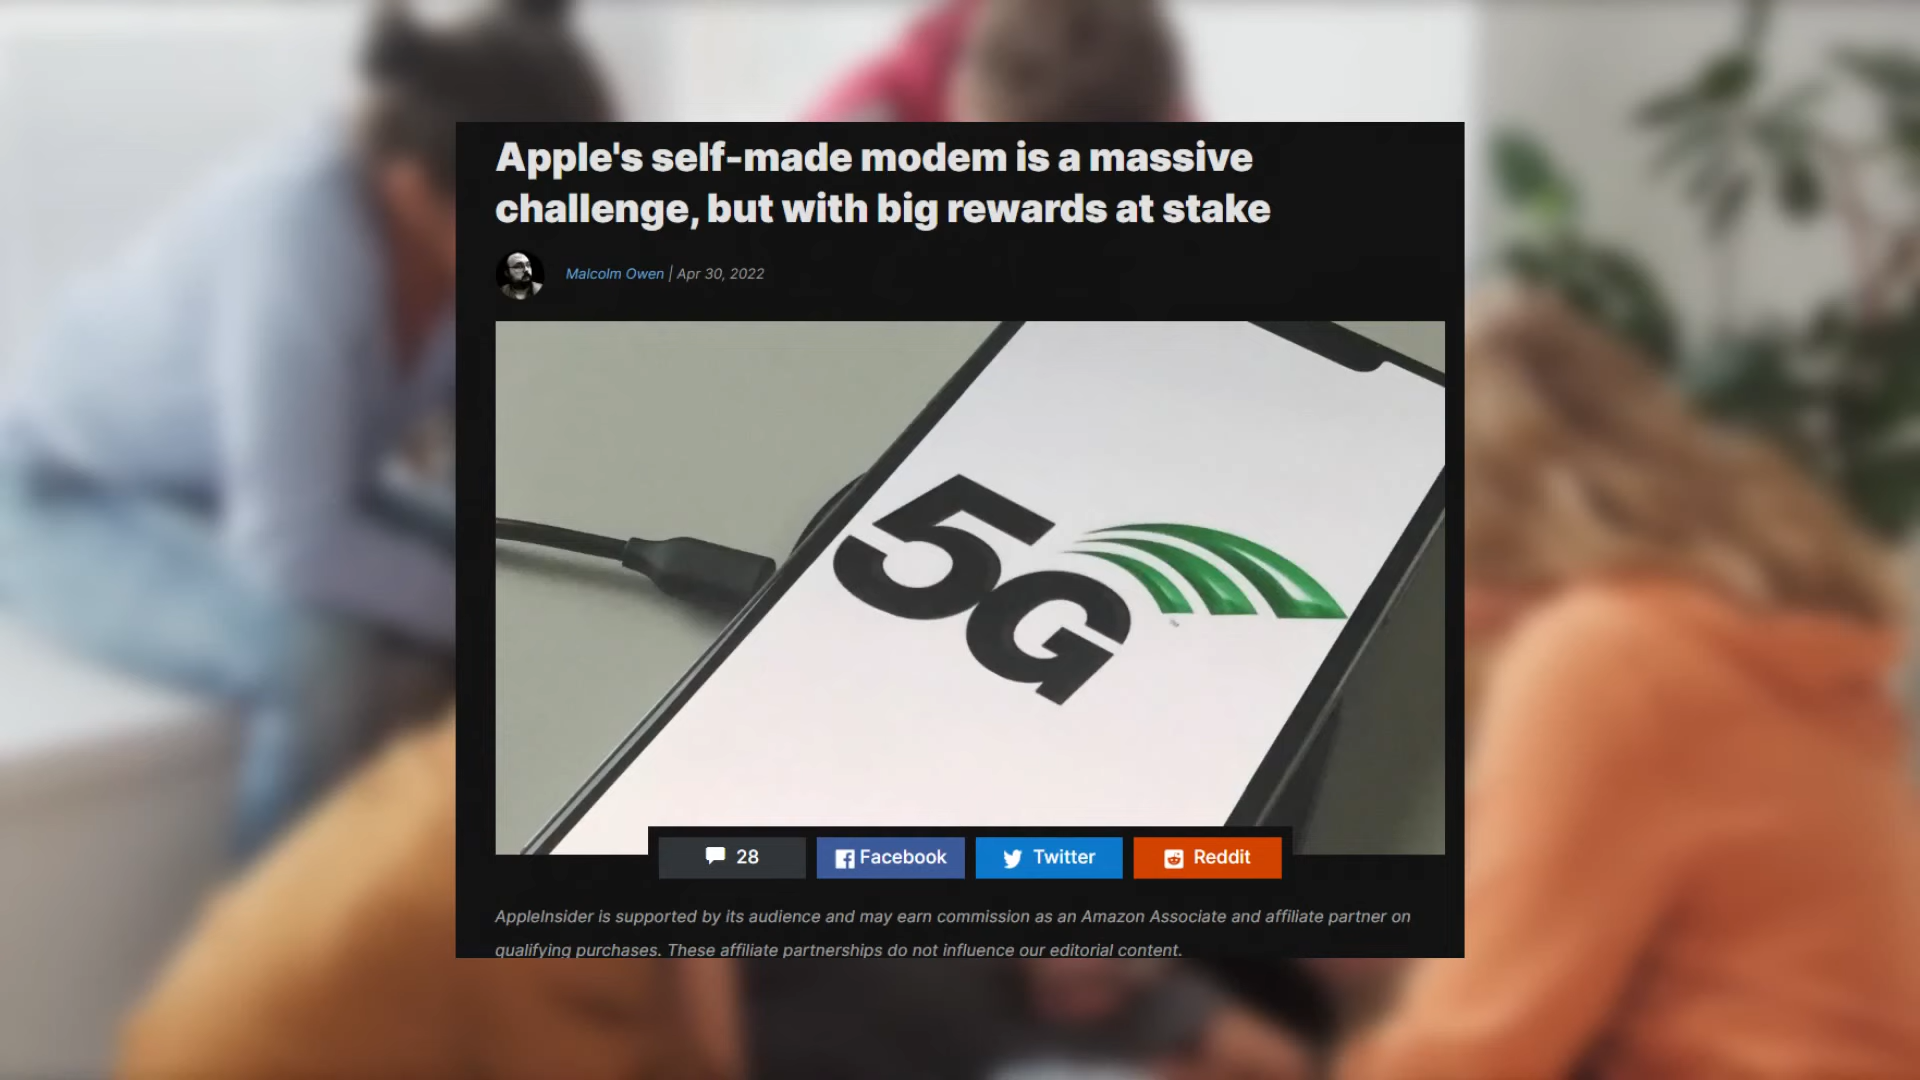 Apple's self-made modem is a massive
challenge, but with big rewards at stake
Malcolm Owen | Apr 30, 2022
5G
28
Facebook
Twitter
Reddit
AppleInsider is supported by its audience and may earn commission as an Amazon Associate and affiliate partner on
qualifying purchases. These affiliate partnerships do not influence our editorial content.